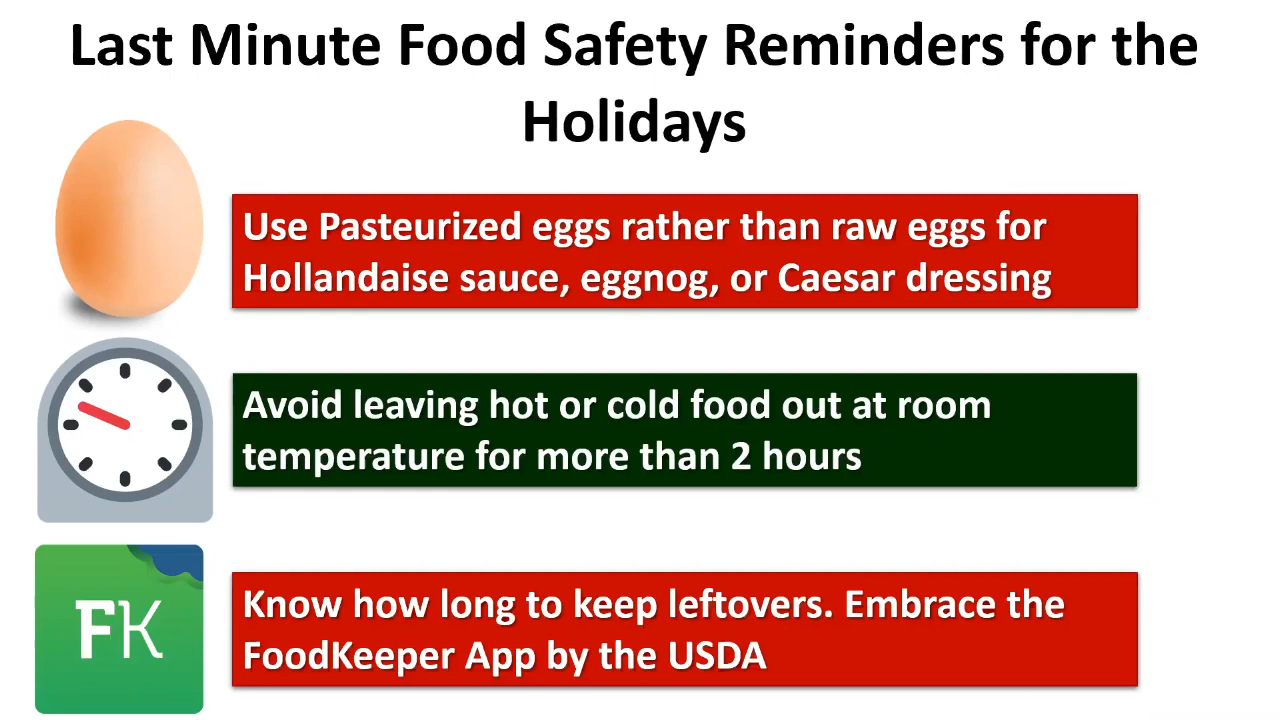 Last Minute Food Safety Reminders for the
Holidays
Use Pasteurized eggs rather than raw eggs for
Hollandaise sauce, eggnog, or Caesar dressing
Avoid leaving hot or cold food out at room
temperature for more than 2 hours
FK
Know how long to keep leftovers. Embrace the
FoodKeeper App by the USDA